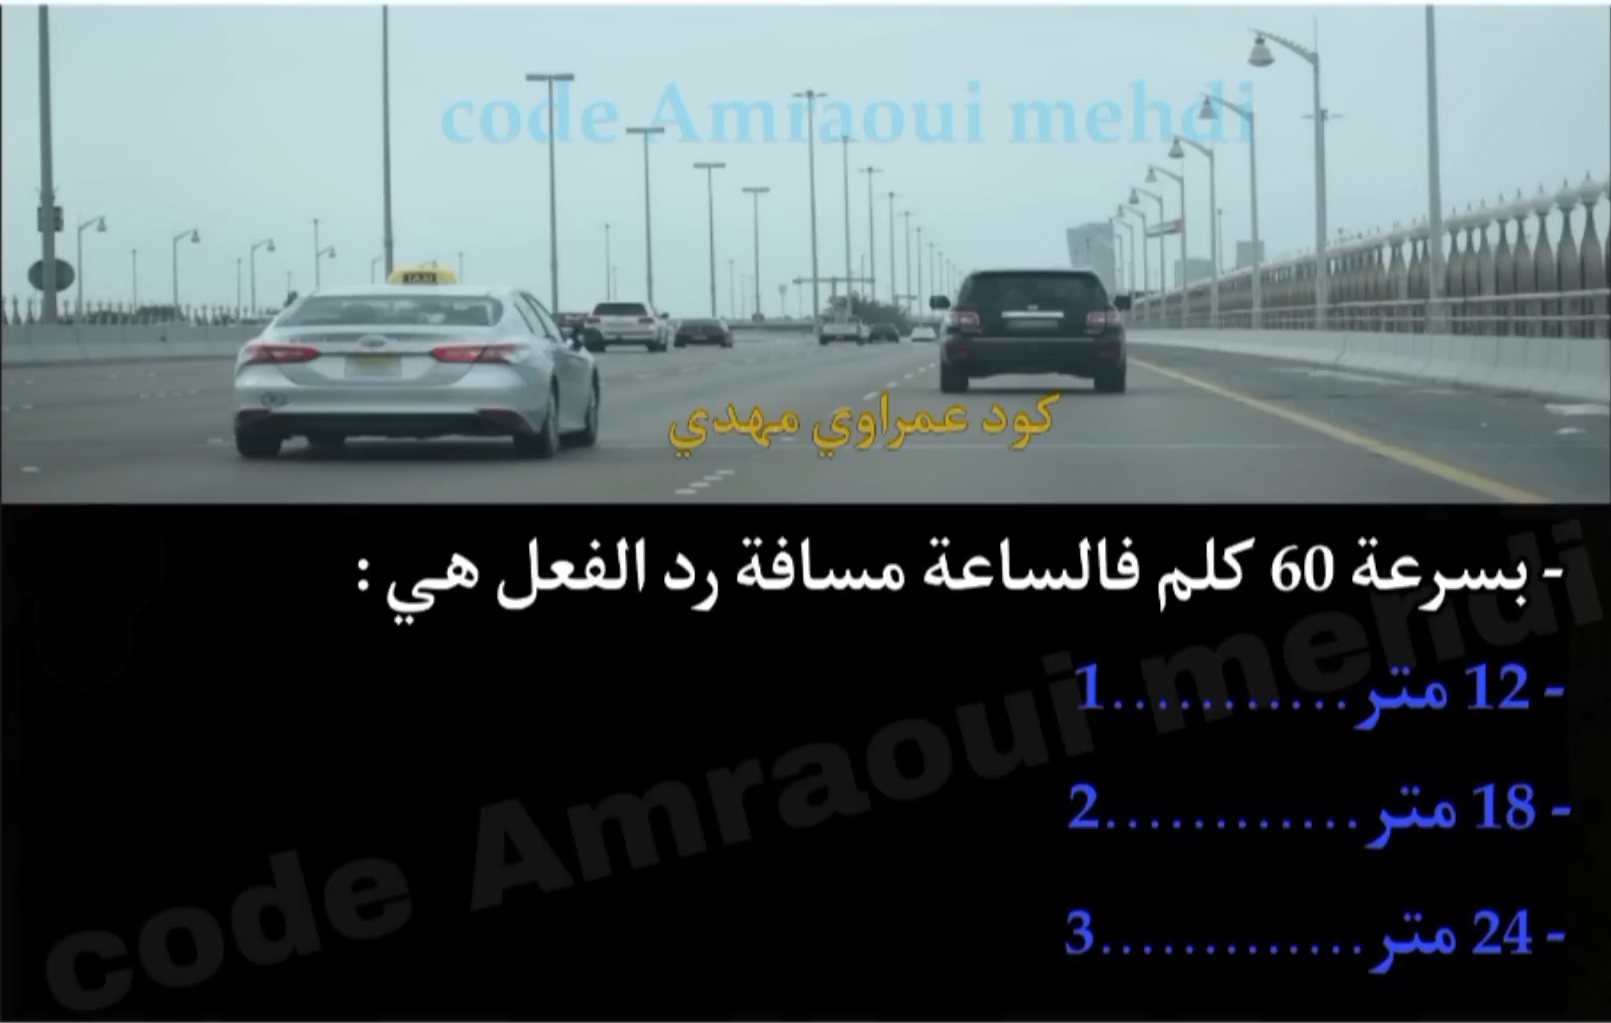 code Amraoui mehdi
TAXI
كود عمراوي مهدي
- بسرعة 60 كلم فالساعة مسافة رد الفعل هي :
- 12 متر...........1
- 18 متر............2
- 24 متر.............3
code Amraoui mehdi